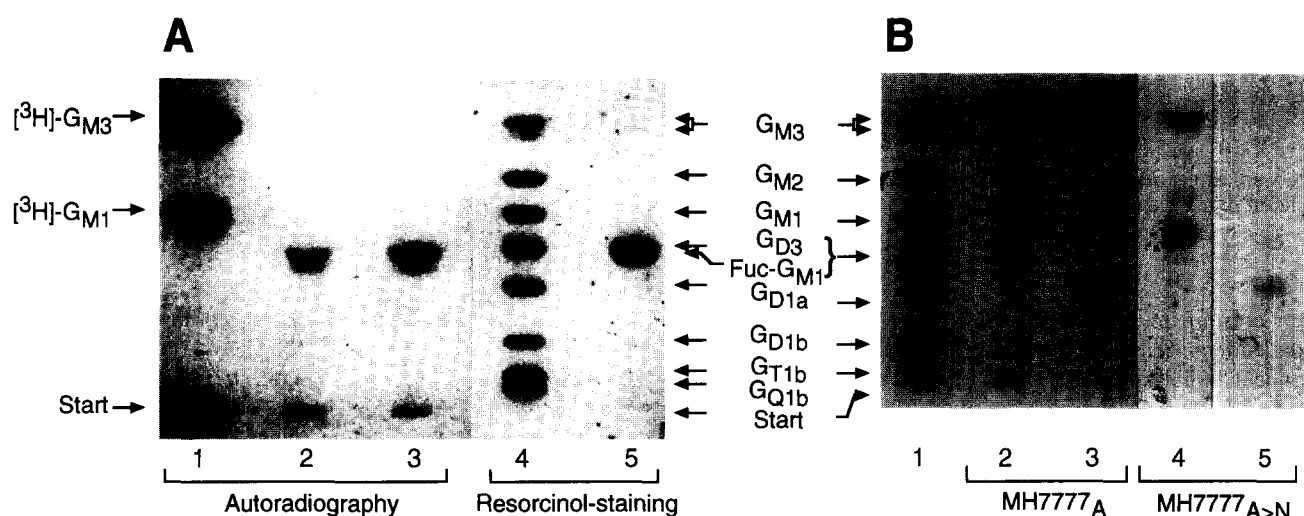 A
B
[³H]-GM3
[³H]-GM1
Start
GM3
GM2
GM1
GD3
Fuc-GM1
GD1a
GD1b
GT1b
GQ1b
Start
1 2 3 4 5
Autoradiography Resorcinol-staining
1 2 3 4 5
MH7777A MH7777A>N